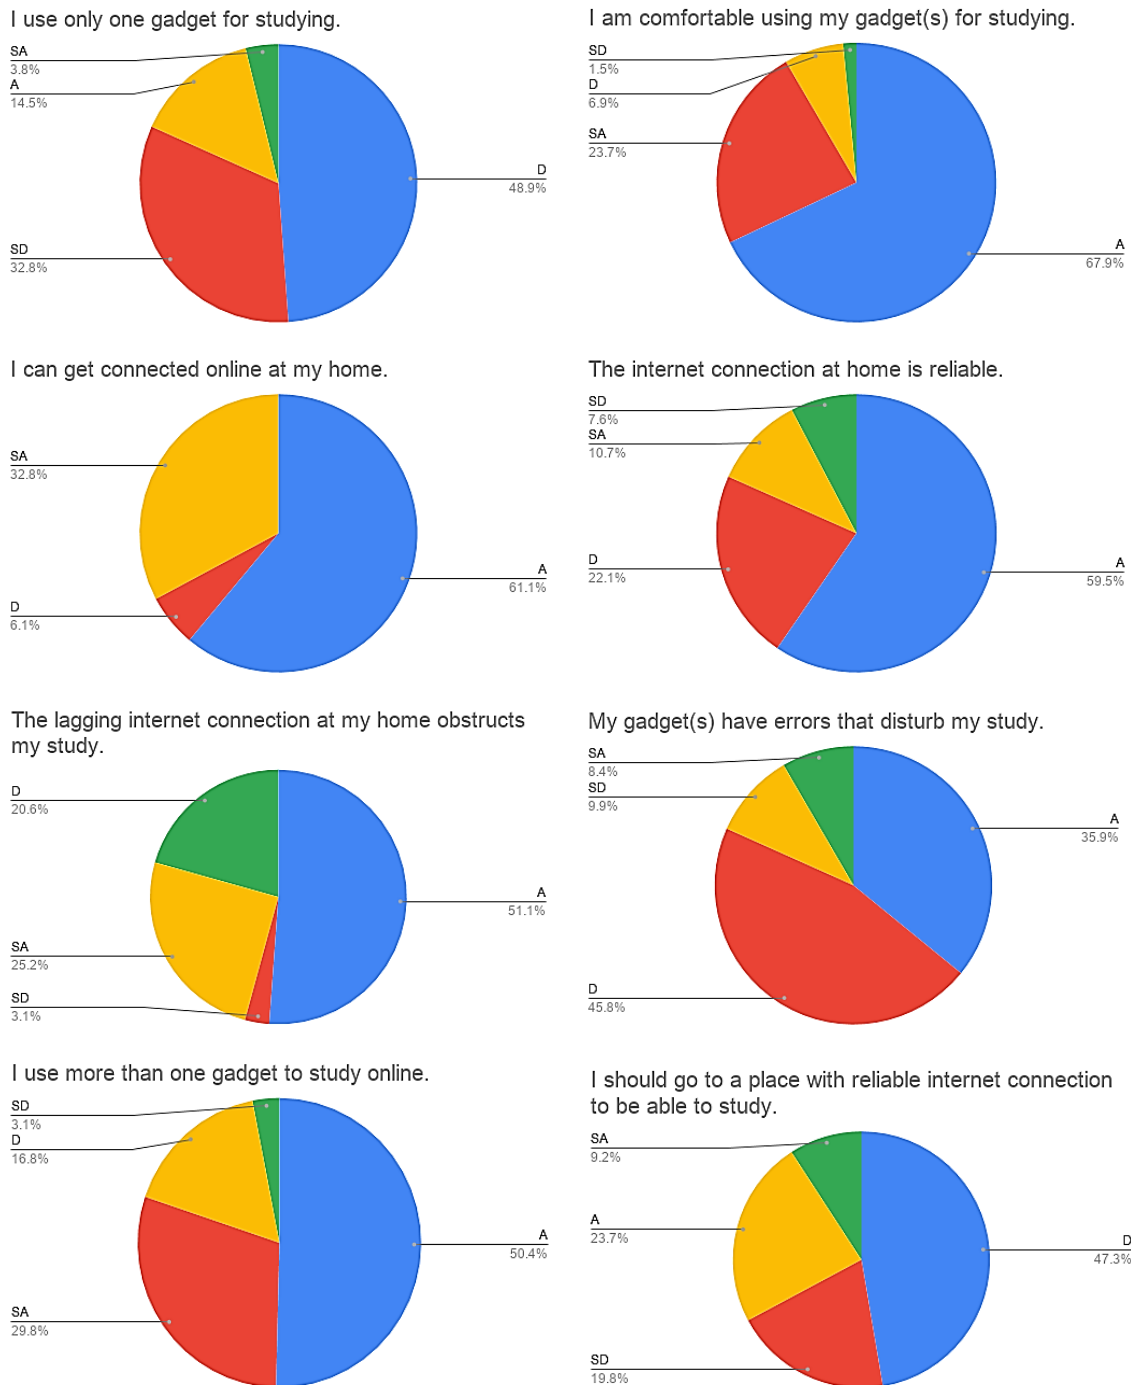 I use only one gadget for studying.
SA
3.8%
A
14.5%
D
48.9%
SD
32.8%
I am comfortable using my gadget(s) for studying.
SD
1.5%
D
6.9%
SA
23.7%
A
67.9%
I can get connected online at my home.
SA
32.8%
A
61.1%
D
6.1%
The internet connection at home is reliable.
SD
7.6%
SA
10.7%
D
22.1%
A
59.5%
The lagging internet connection at my home obstructs
my study.
D
20.6%
A
51.1%
SA
25.2%
SD
3.1%
My gadget(s) have errors that disturb my study.
SA
8.4%
SD
9.9%
A
35.9%
D
45.8%
I use more than one gadget to study online.
SD
3.1%
D
16.8%
A
50.4%
SA
29.8%
I should go to a place with reliable internet connection
to be able to study.
SA
9.2%
A
23.7%
D
47.3%
SD
19.8%